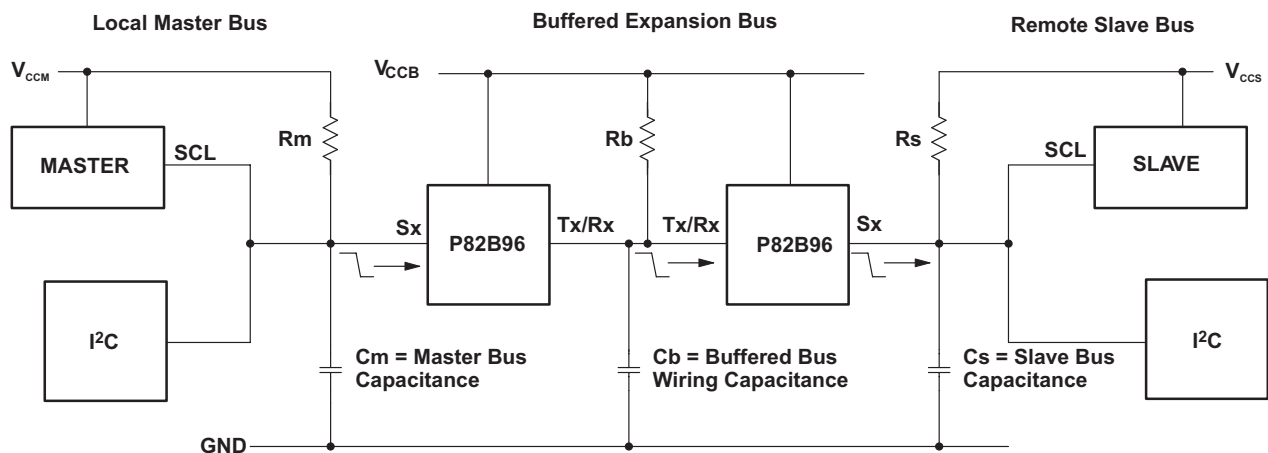 Local Master Bus
Buffered Expansion Bus
Remote Slave Bus
VCCM
VCCB
VCCS
MASTER
SCL
Rm
Rb
Rs
SCL
SLAVE
Sx
P82B96
Tx/Rx
Tx/Rx
P82B96
Sx
I²C
I²C
Cm = Master Bus
Capacitance
Cb = Buffered Bus
Wiring Capacitance
Cs = Slave Bus
Capacitance
GND